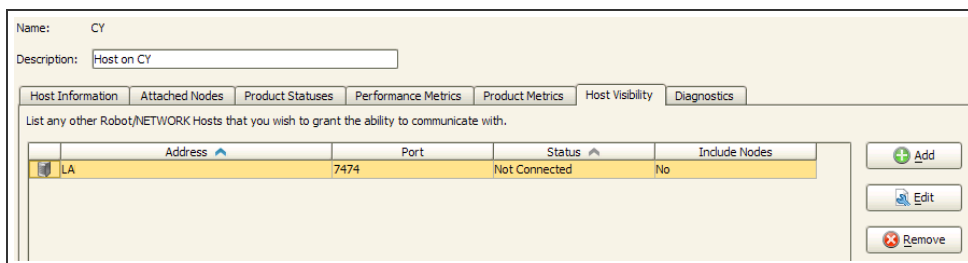 Name: CY
Description: Host on CY
Host Information Attached Nodes Product Statuses Performance Metrics Product Metrics Host Visibility Diagnostics
List any other Robot/NETWORK Hosts that you wish to grant the ability to communicate with.
Address Port Status Include Nodes
LA 7474 Not Connected No
Add
Edit
Remove